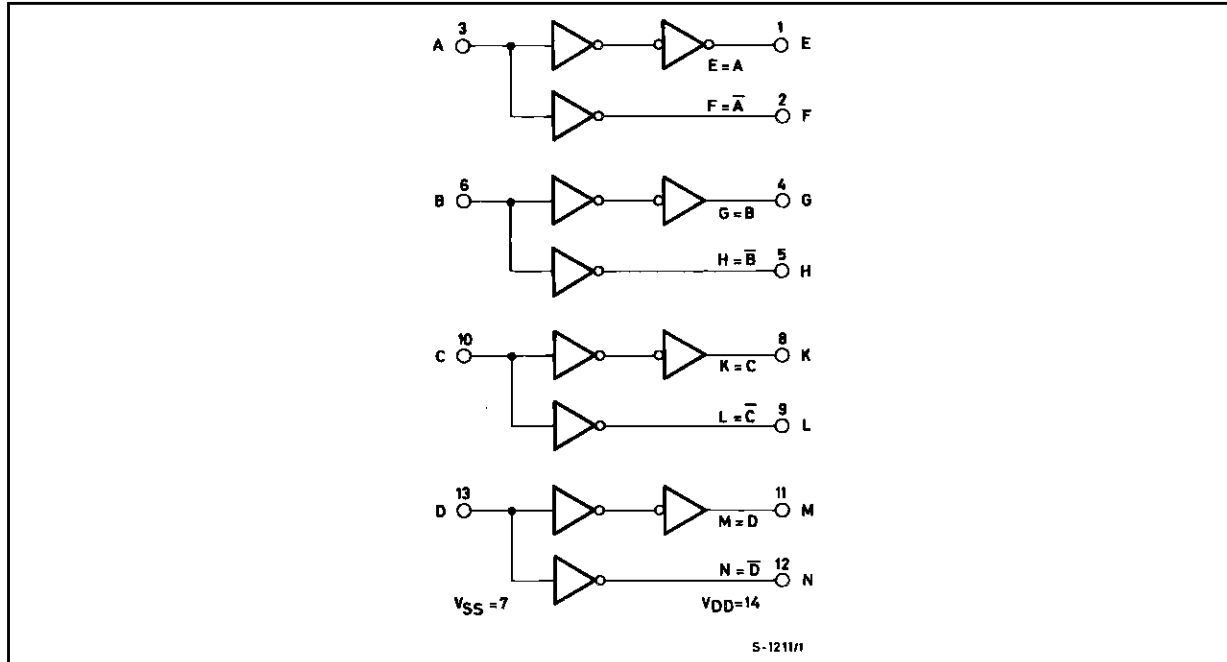 3
1
A
E
E = A
F = A̅
2
F
6
4
B
G
G = B
H = B̅
5
H
10
8
C
K
K = C
L = C̅
9
L
13
11
D
M
M = D
N = D̅
12
N
VSS = 7
VDD=14
S-1211/1